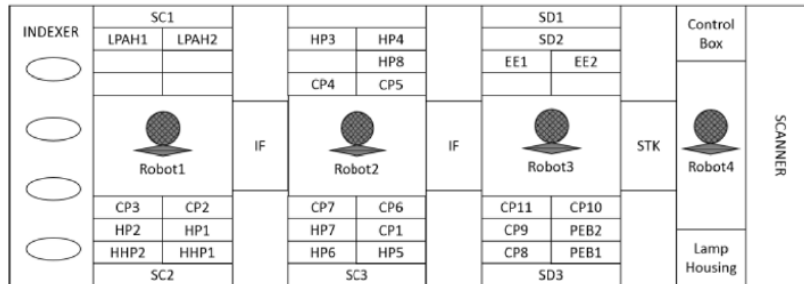 INDEXER
SC1
LPAH1 LPAH2
HP3 HP4
HP8
CP4 CP5
SD1
SD2
EE1 EE2
Control
Box
Robot1
IF
Robot2
IF
Robot3
STK
Robot4
SCANNER
CP3 CP2
HP2 HP1
HHP2 HHP1
SC2
CP7 CP6
HP7 CP1
HP6 HP5
SC3
CP11 CP10
CP9 PEB2
CP8 PEB1
SD3
Lamp
Housing